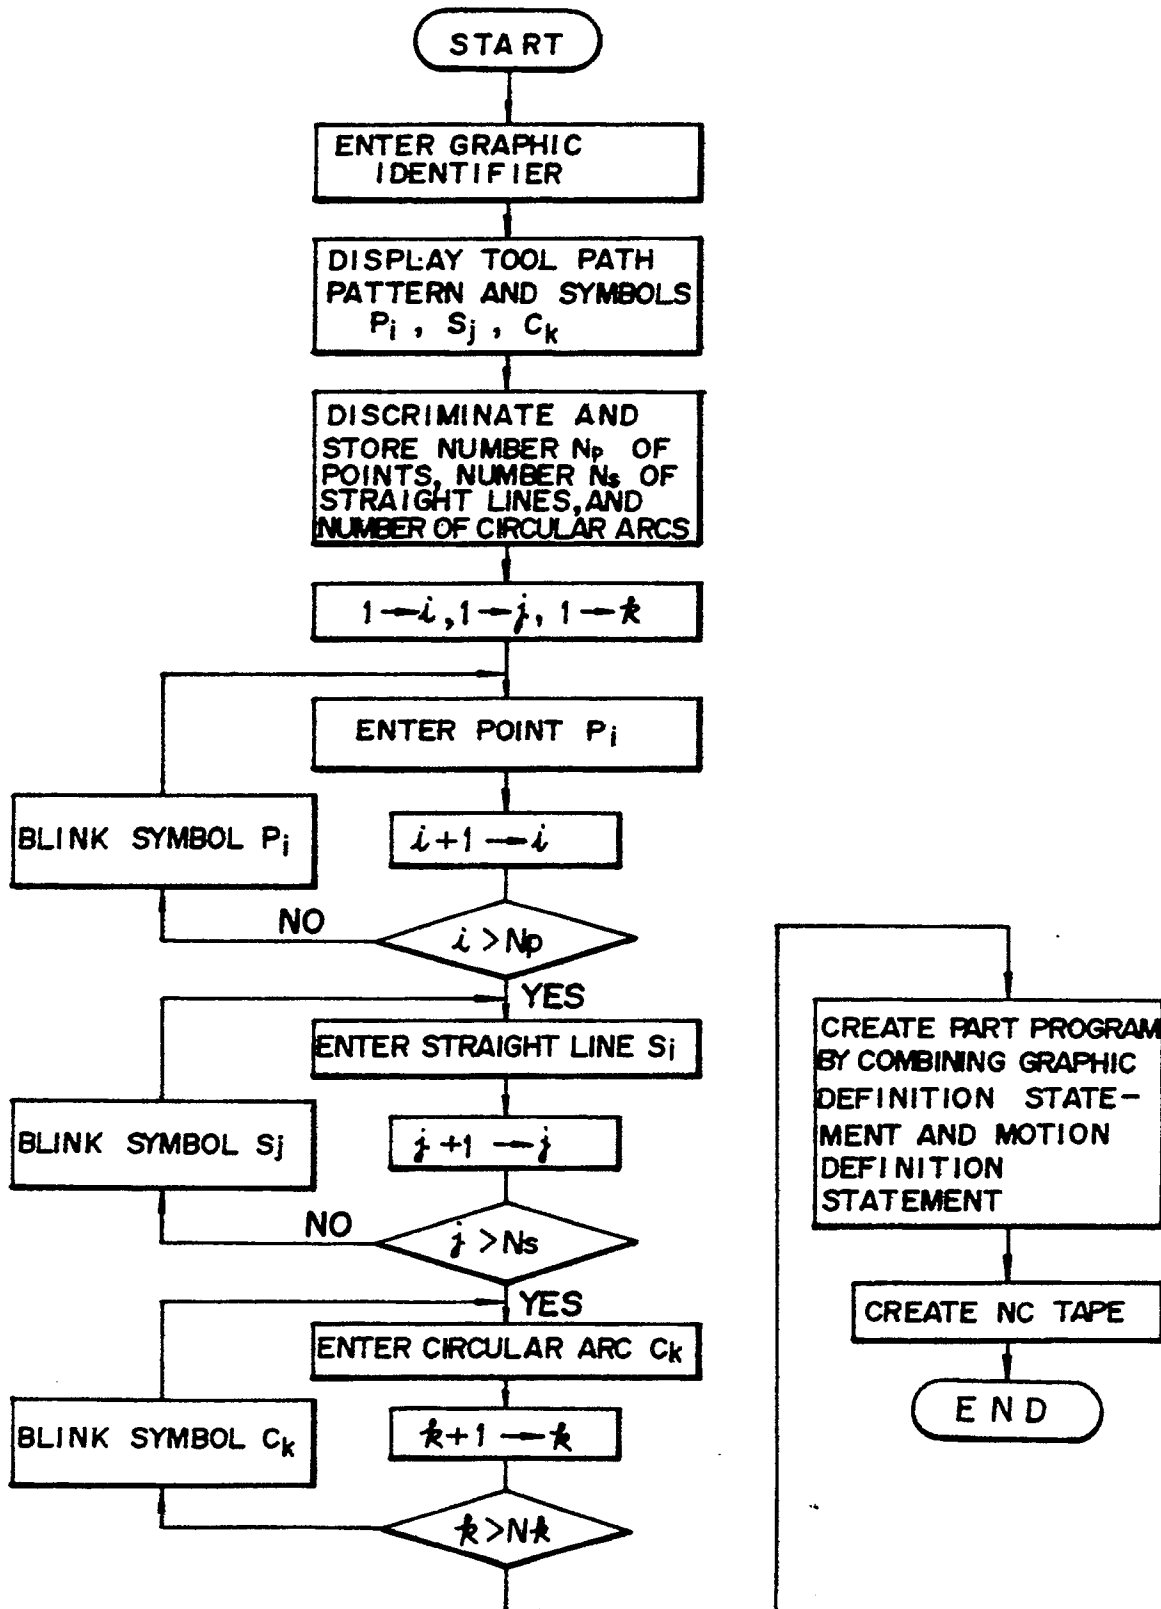 START
ENTER GRAPHIC
IDENTIFIER
DISPLAY TOOL PATH
PATTERN AND SYMBOLS
Pi , Sj , Ck
DISCRIMINATE AND
STORE NUMBER Np OF
POINTS, NUMBER Ns OF
STRAIGHT LINES, AND
NUMBER OF CIRCULAR ARCS
1→i, 1→j, 1→k
ENTER POINT Pi
BLINK SYMBOL Pi
i+1→i
NO
i>Np
YES
ENTER STRAIGHT LINE Si
BLINK SYMBOL Sj
j+1→j
NO
j>Ns
YES
ENTER CIRCULAR ARC Ck
BLINK SYMBOL Ck
k+1→k
k>Nk
CREATE PART PROGRAM
BY COMBINING GRAPHIC
DEFINITION STATE-
MENT AND MOTION
DEFINITION
STATEMENT
CREATE NC TAPE
END